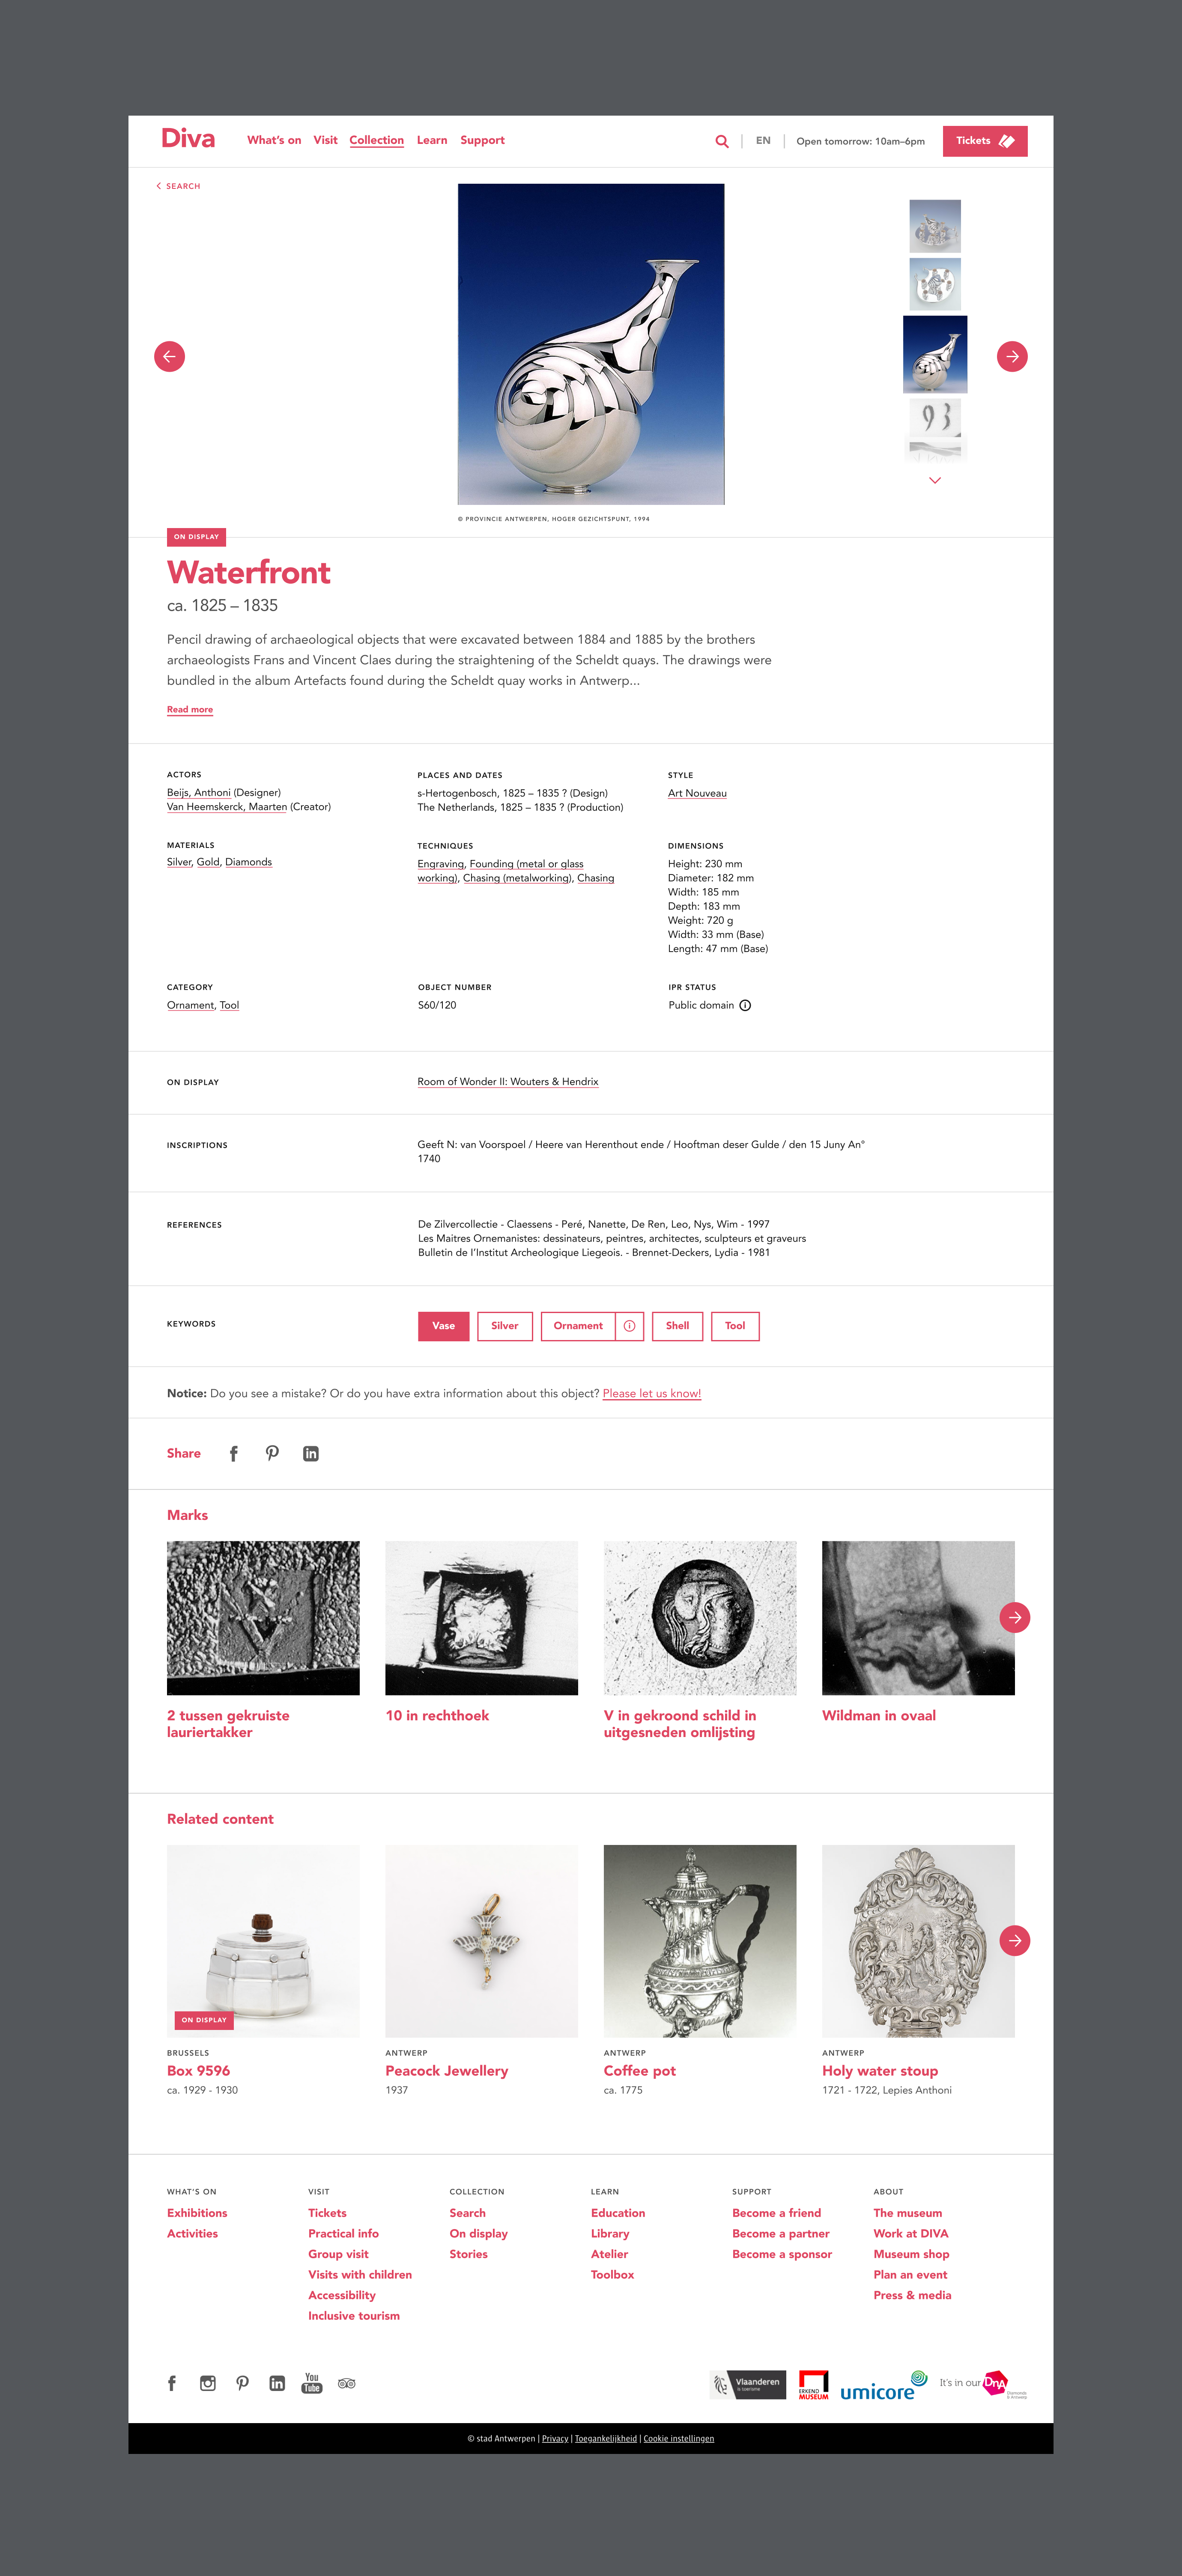 Diva
What's on Visit Collection Learn Support
EN
Open tomorrow: 10am–6pm
Tickets
SEARCH
93
© PROVINCIE ANTWERPEN, HOGER GEZICHTSPUNT, 1994
ON DISPLAY
Waterfront
ca. 1825 – 1835
Pencil drawing of archaeological objects that were excavated between 1884 and 1885 by the brothers
archaeologists Frans and Vincent Claes during the straightening of the Scheldt quays. The drawings were
bundled in the album Artefacts found during the Scheldt quay works in Antwerp...
Read more
ACTORS
Beijs, Anthoni (Designer)
Van Heemskerck, Maarten (Creator)
PLACES AND DATES
s-Hertogenbosch, 1825 – 1835 ? (Design)
The Netherlands, 1825 – 1835 ? (Production)
STYLE
Art Nouveau
MATERIALS
Silver, Gold, Diamonds
TECHNIQUES
Engraving, Founding (metal or glass
working), Chasing (metalworking), Chasing
DIMENSIONS
Height: 230 mm
Diameter: 182 mm
Width: 185 mm
Depth: 183 mm
Weight: 720 g
Width: 33 mm (Base)
Length: 47 mm (Base)
CATEGORY
Ornament, Tool
OBJECT NUMBER
S60/120
IPR STATUS
Public domain
ON DISPLAY
Room of Wonder II: Wouters & Hendrix
INSCRIPTIONS
Geeft N: van Voorspoel / Heere van Herenthout ende / Hooftman deser Gulde / den 15 Juny An°
1740
REFERENCES
De Zilvercollectie - Claessens - Peré, Nanette, De Ren, Leo, Nys, Wim - 1997
Les Maitres Ornemanistes: dessinateurs, peintres, architectes, sculpteurs et graveurs
Bulletin de l'Institut Archeologique Liegeois. - Brennet-Deckers, Lydia - 1981
KEYWORDS
Vase
Silver
Ornament
Shell
Tool
Notice: Do you see a mistake? Or do you have extra information about this object? Please let us know!
Share
Marks
2 tussen gekruiste
lauriertakker
10 in rechthoek
V in gekroond schild in
uitgesneden omlijsting
Wildman in ovaal
Related content
ON DISPLAY
BRUSSELS
Box 9596
ca. 1929 - 1930
ANTWERP
Peacock Jewellery
1937
ANTWERP
Coffee pot
ca. 1775
ANTWERP
Holy water stoup
1721 - 1722, Lepies Anthoni
WHAT'S ON
Exhibitions
Activities
VISIT
Tickets
Practical info
Group visit
Visits with children
Accessibility
Inclusive tourism
COLLECTION
Search
On display
Stories
LEARN
Education
Library
Atelier
Toolbox
SUPPORT
Become a friend
Become a partner
Become a sponsor
ABOUT
The museum
Work at DIVA
Museum shop
Plan an event
Press & media
You
Tube
Vlaanderen
is toerisme
ERKEND
MUSEUM
umicore
It's in our DnA
Diamonds
& Antwerp
© stad Antwerpen | Privacy | Toegankelijkheid | Cookie instellingen